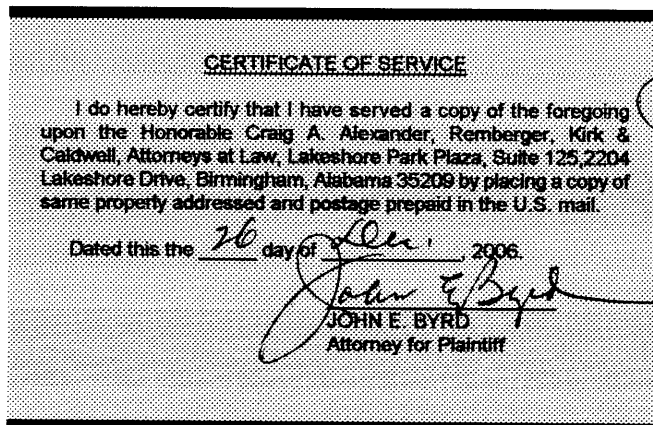 CERTIFICATE OF SERVICE
I do hereby certify that I have served a copy of the foregoing
upon the Honorable Craig A. Alexander, Remberger, Kirk &
Caldwell, Attorneys at Law, Lakeshore Park Plaza, Suite 125,2204
Lakeshore Drive, Birmingham, Alabama 35209 by placing a copy of
same property addressed and postage prepaid in the U.S. mail.
Dated this the 26 day of Dec. , 2006.
John E Byrd
JOHN E. BYRD
Attorney for Plaintiff